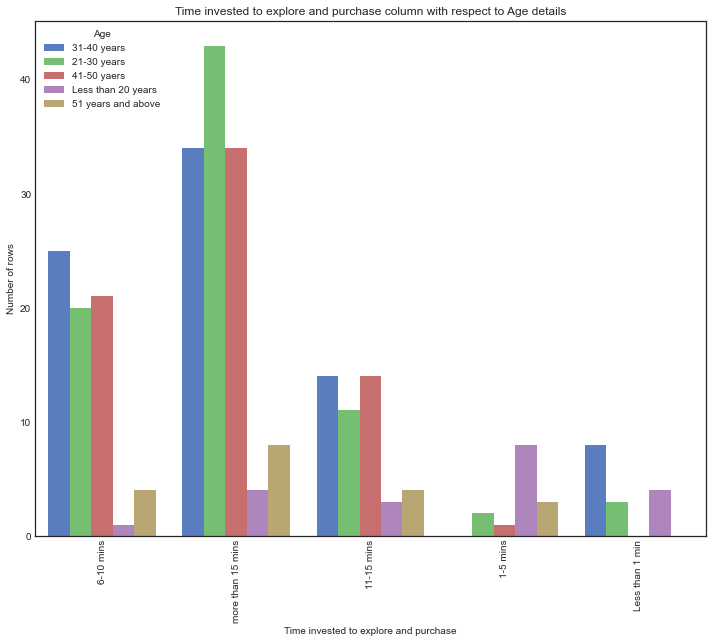 Time invested to explore and purchase column with respect to Age details
Age
31-40 years
21-30 years
41-50 yaers
Less than 20 years
51 years and above
Number of rows
40
30
20
10
0
6-10 mins
more than 15 mins
11-15 mins
1-5 mins
Less than 1 min
Time invested to explore and purchase